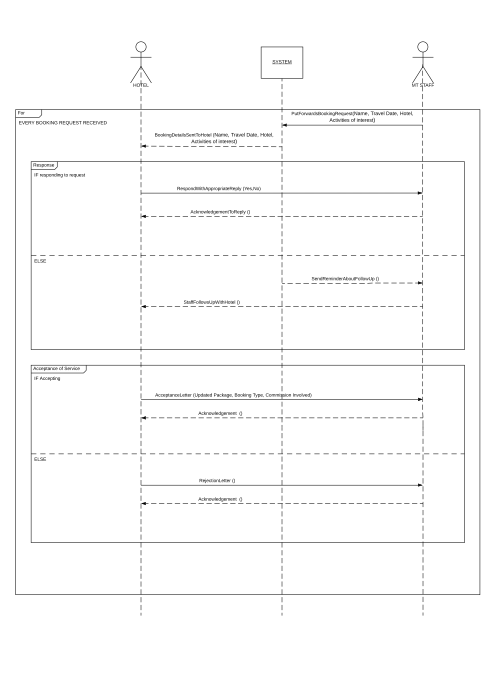 HOTEL
SYSTEM
MT STAFF
For
EVERY BOOKING REQUEST RECEIVED
PutForwardsBookingRequest(Name, Travel Date, Hotel,
Activities of interest)
BookingDetailsSentToHotel (Name, Travel Date, Hotel,
Activities of interest)
Response
IF responding to request
RespondWithAppropriateReply (Yes,No)
AcknowledgementToReply ()
ELSE
SendReminderAboutFollowUp ()
StaffFollowsUpWithHotel ()
Acceptance of Service
IF Accepting
AcceptanceLetter (Updated Package, Booking Type, Commission Involved)
Acknowledgement ()
ELSE
RejectionLetter ()
Acknowledgement ()